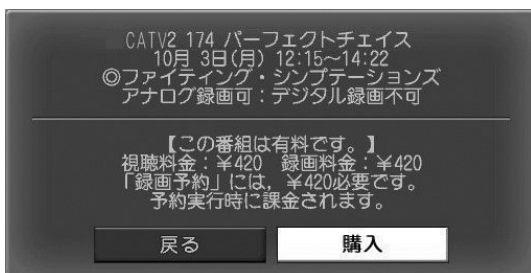 CATV2 174 パーフェクトチェイス
10月 3日(月) 12:15〜14:22
◎ファイティング・シンプテーションズ
アナログ録画可：デジタル録画不可
【この番組は有料です。】
視聴料金：¥420 録画料金：¥420
「録画予約」には，¥420必要です。
予約実行時に課金されます。
戻る 購入